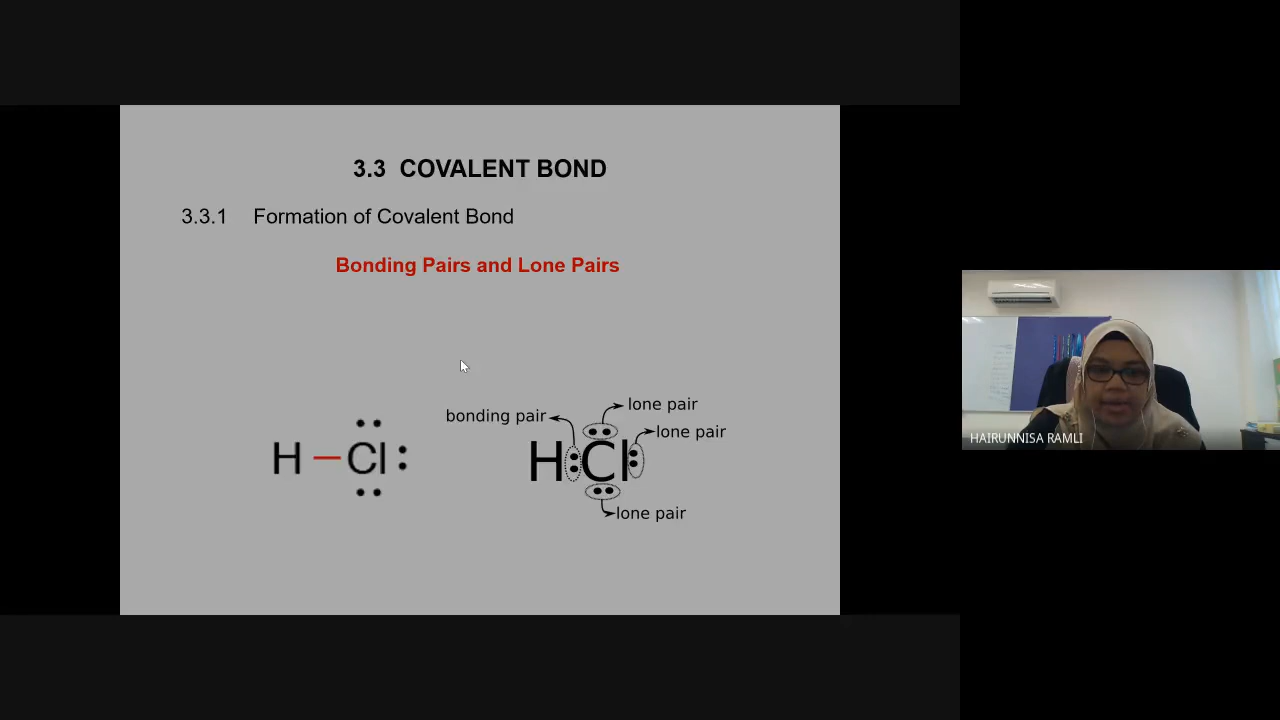 3.3 COVALENT BOND
3.3.1 Formation of Covalent Bond
Bonding Pairs and Lone Pairs
H Cl
bonding pair
lone pair
lone pair
H Cl
lone pair
HAIRUNNISA RAMLI